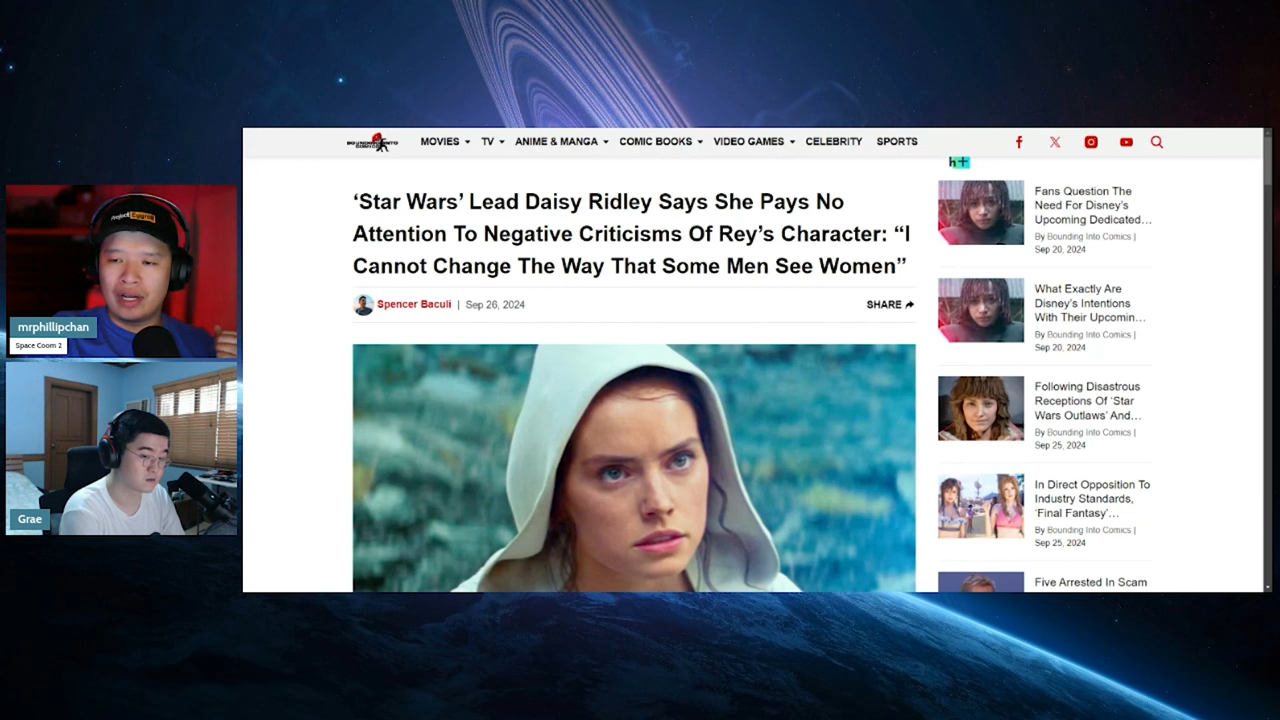 MOVIES TV ANIME & MANGA COMIC BOOKS VIDEO GAMES CELEBRITY SPORTS
h+
‘Star Wars’ Lead Daisy Ridley Says She Pays No
Attention To Negative Criticisms Of Rey’s Character: “I
Cannot Change The Way That Some Men See Women”
Spencer Baculi | Sep 26, 2024
SHARE
Fans Question The
Need For Disney’s
Upcoming Dedicated…
By Bounding Into Comics |
Sep 20, 2024
What Exactly Are
Disney’s Intentions
With Their Upcomin…
By Bounding Into Comics |
Sep 20, 2024
Following Disastrous
Receptions Of ‘Star
Wars Outlaws’ And…
By Bounding Into Comics |
Sep 25, 2024
In Direct Opposition To
Industry Standards,
‘Final Fantasy’…
By Bounding Into Comics |
Sep 25, 2024
Five Arrested In Scam
mrphillipchan
Space Coom 2
Grae